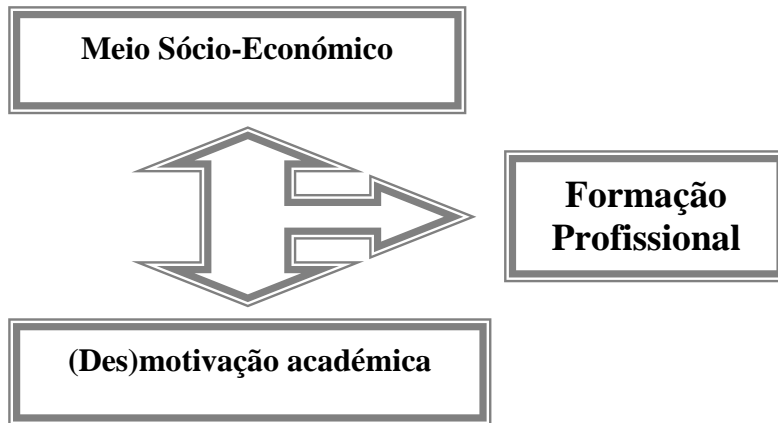 Meio Sócio-Económico
Formação
Profissional
(Des)motivação académica